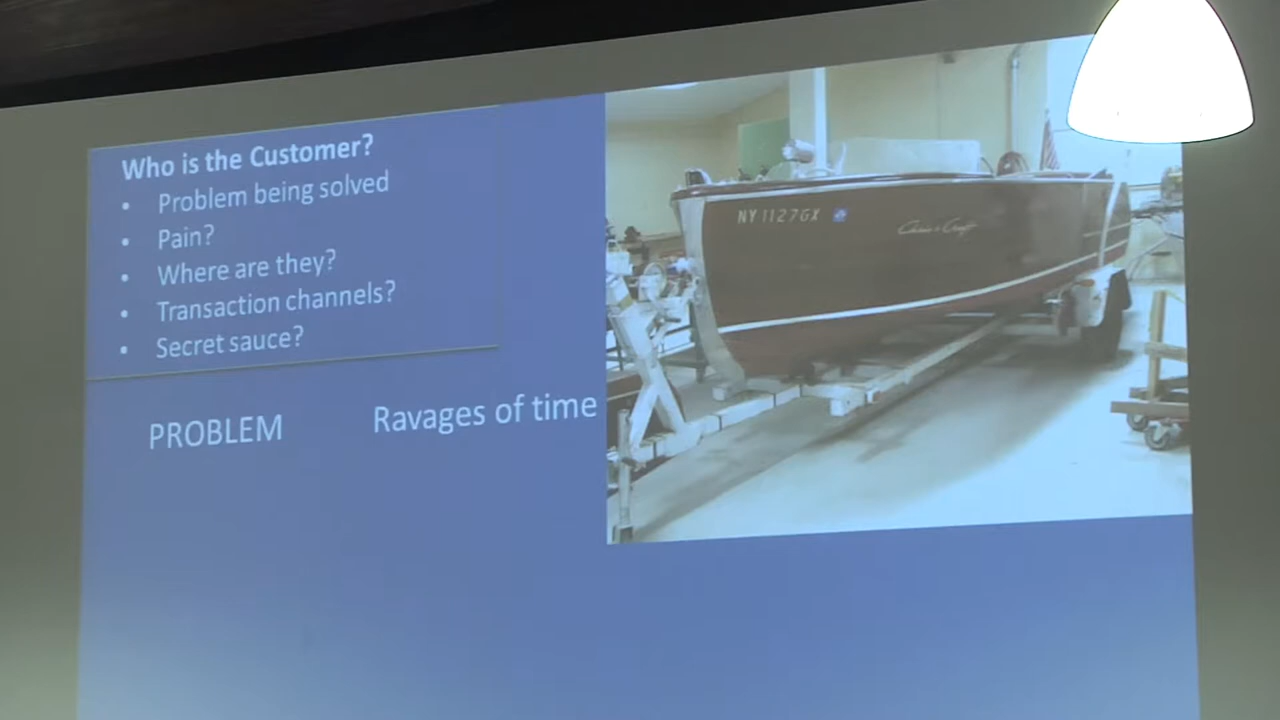 Who is the Customer?
• Problem being solved
• Pain?
• Where are they?
• Transaction channels?
• Secret sauce?
PROBLEM
Ravages of time
NY 1127GX
Chris Craft